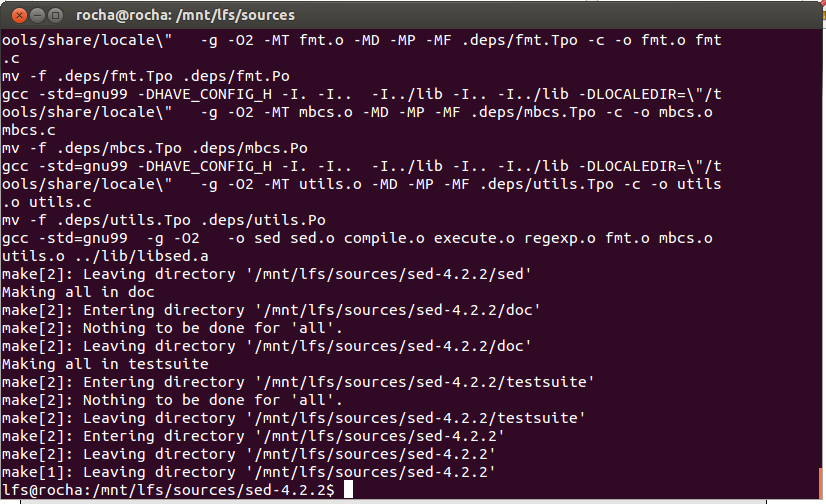 rocha@rocha: /mnt/lfs/sources
ools/share/locale\"   -g -O2 -MT fmt.o -MD -MP -MF .deps/fmt.Tpo -c -o fmt.o fmt
.c
mv -f .deps/fmt.Tpo .deps/fmt.Po
gcc -std=gnu99 -DHAVE_CONFIG_H -I. -I..  -I../lib -I.. -I../lib -DLOCALEDIR=\"/t
ools/share/locale\"   -g -O2 -MT mbcs.o -MD -MP -MF .deps/mbcs.Tpo -c -o mbcs.o
mbcs.c
mv -f .deps/mbcs.Tpo .deps/mbcs.Po
gcc -std=gnu99 -DHAVE_CONFIG_H -I. -I..  -I../lib -I.. -I../lib -DLOCALEDIR=\"/t
ools/share/locale\"   -g -O2 -MT utils.o -MD -MP -MF .deps/utils.Tpo -c -o utils
.o utils.c
mv -f .deps/utils.Tpo .deps/utils.Po
gcc -std=gnu99  -g -O2   -o sed sed.o compile.o execute.o regexp.o fmt.o mbcs.o
utils.o ../lib/libsed.a
make[2]: Leaving directory '/mnt/lfs/sources/sed-4.2.2/sed'
Making all in doc
make[2]: Entering directory '/mnt/lfs/sources/sed-4.2.2/doc'
make[2]: Nothing to be done for 'all'.
make[2]: Leaving directory '/mnt/lfs/sources/sed-4.2.2/doc'
Making all in testsuite
make[2]: Entering directory '/mnt/lfs/sources/sed-4.2.2/testsuite'
make[2]: Nothing to be done for 'all'.
make[2]: Leaving directory '/mnt/lfs/sources/sed-4.2.2/testsuite'
make[2]: Entering directory '/mnt/lfs/sources/sed-4.2.2'
make[2]: Leaving directory '/mnt/lfs/sources/sed-4.2.2'
make[1]: Leaving directory '/mnt/lfs/sources/sed-4.2.2'
lfs@rocha:/mnt/lfs/sources/sed-4.2.2$